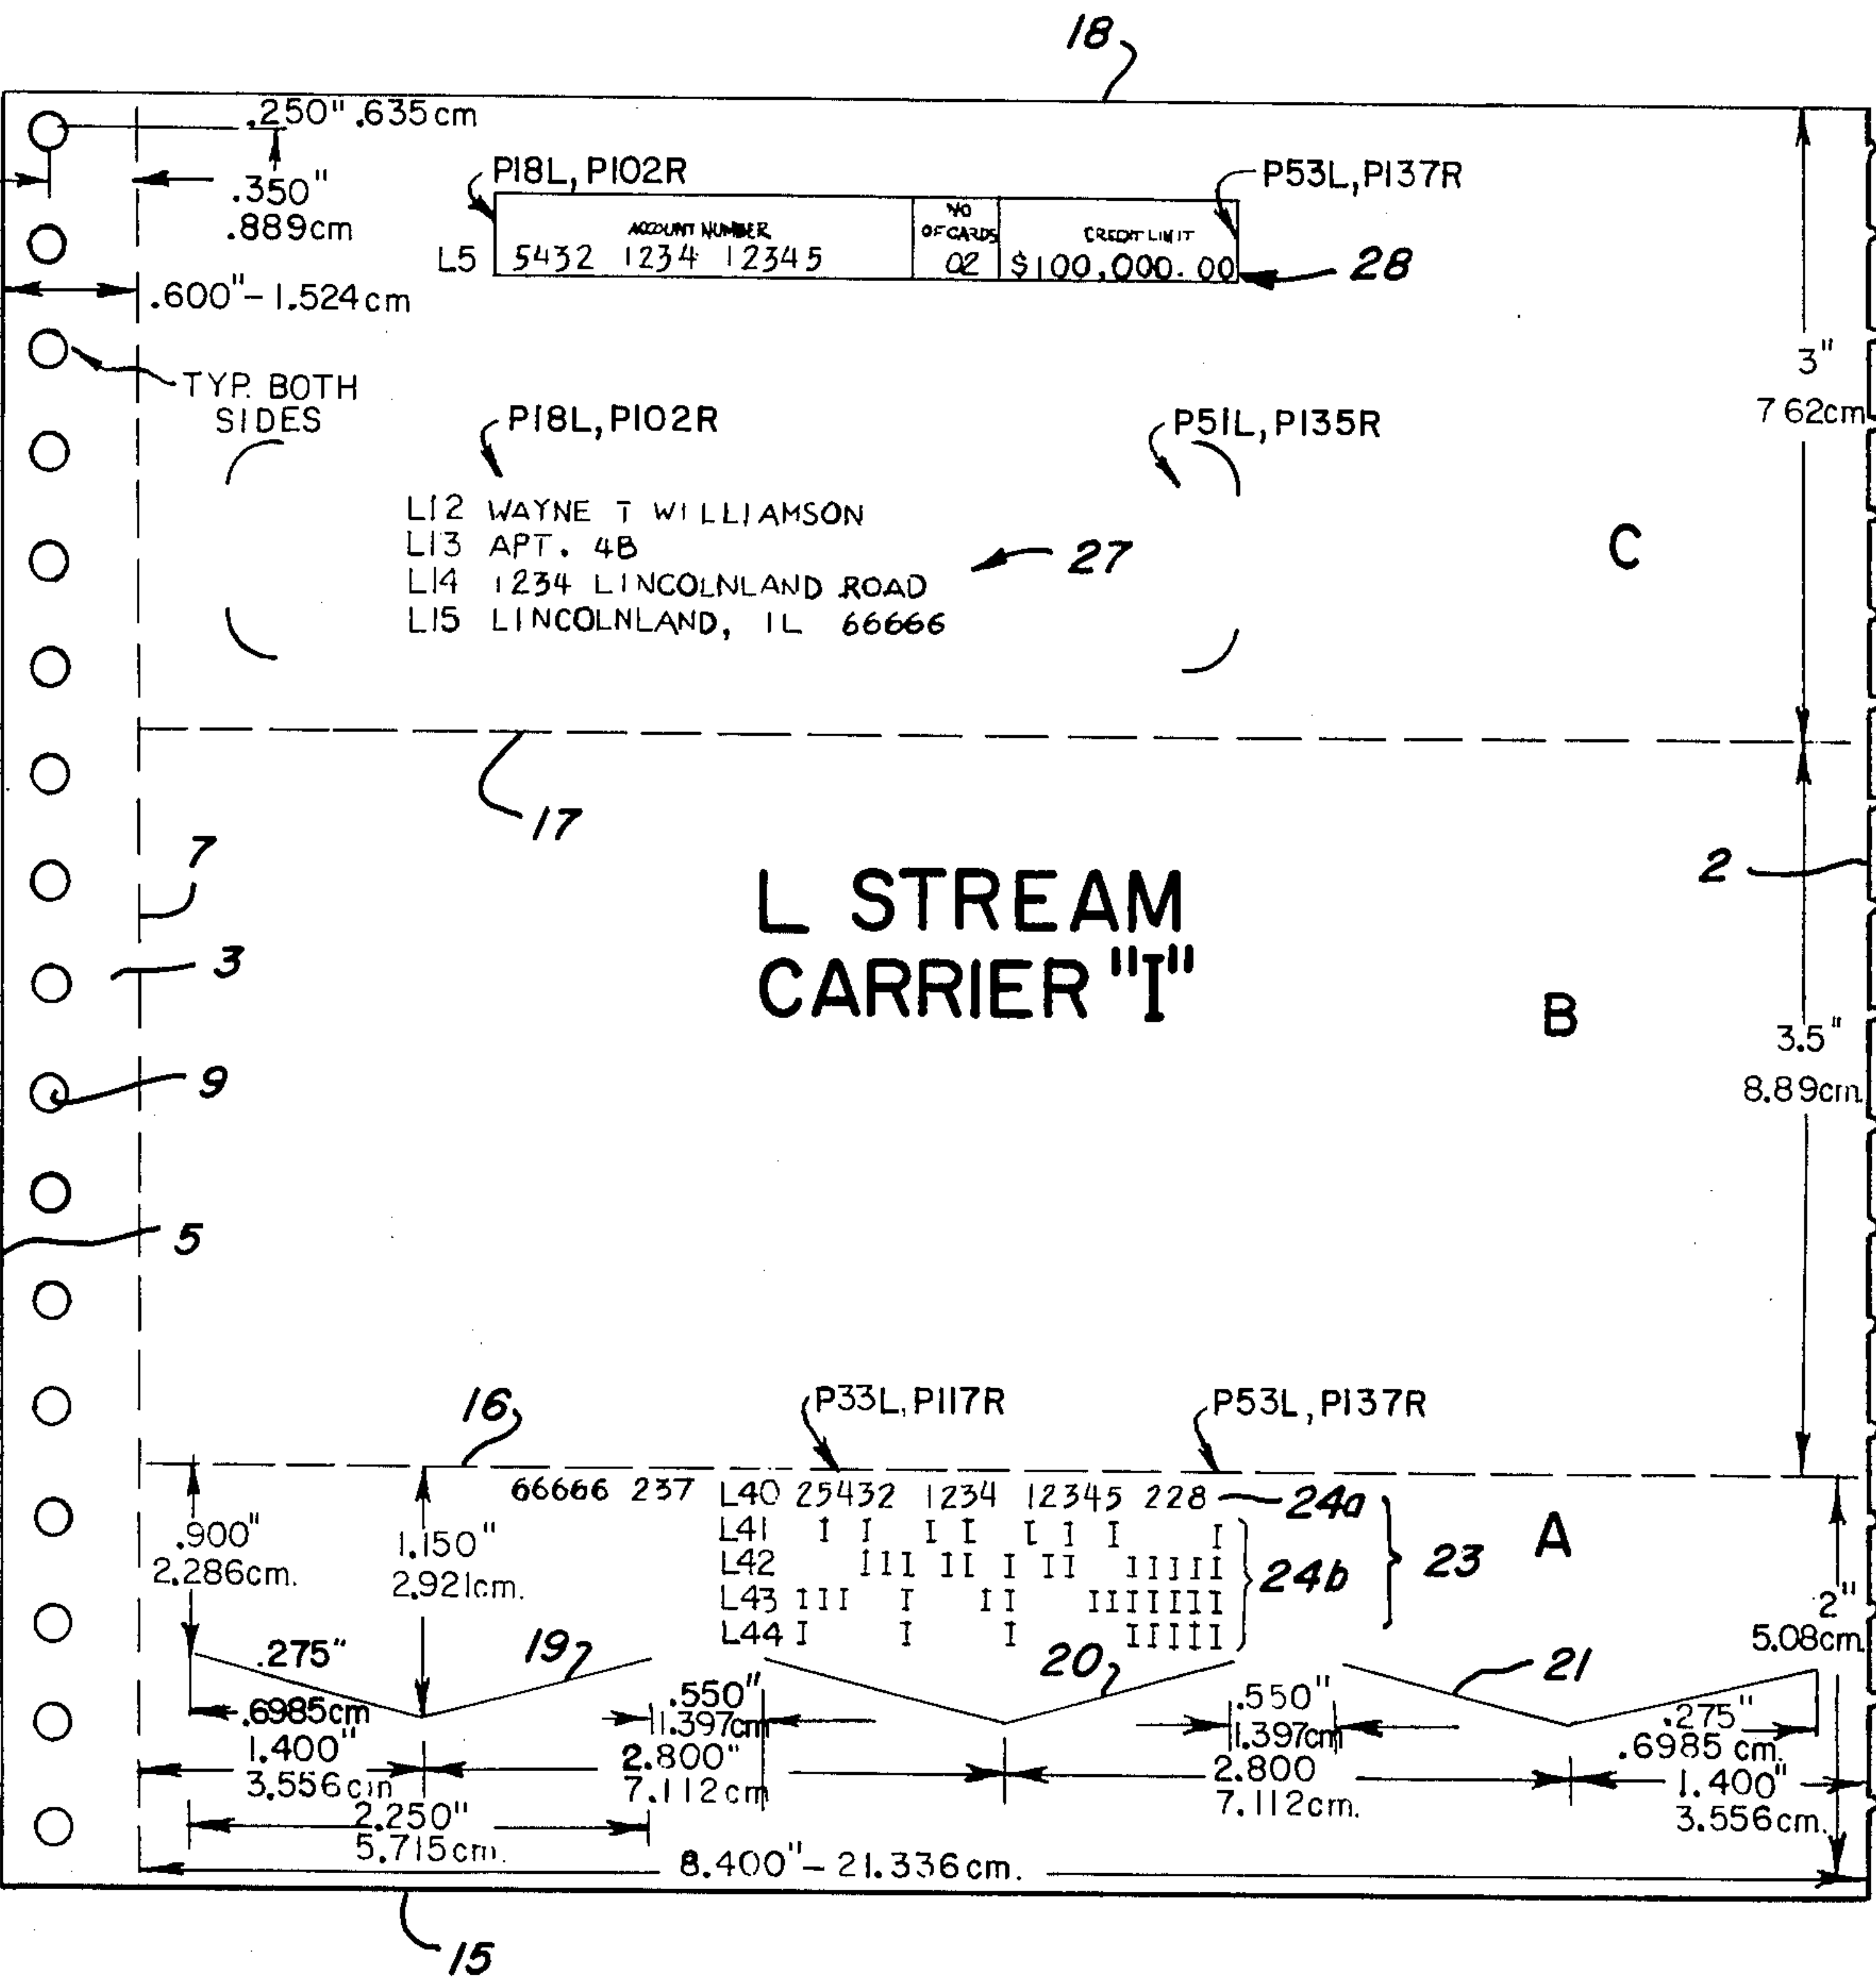 18
.250" .635cm
P18L, P102R
P53L, P137R
.350"
.889cm
NO
ACCOUNT NUMBER OF CARDS CREDIT LIMIT
L5 5432 1234 12345 02 $100,000.00 28
.600"-1.524cm
3"
7 62cm
TYP. BOTH
SIDES
P18L, P102R
P51L, P135R
L12 WAYNE T WILLIAMSON
L13 APT. 4B
L14 1234 LINCOLNLAND ROAD
L15 LINCOLNLAND, IL 66666
27
C
17
7
2
L STREAM
CARRIER "I"
3
B
3.5"
8.89cm.
9
5
16
P33L, P117R
P53L, P137R
66666 237 L40 25432 1234 12345 228 24a
L41 I I I I I I I I
L42 III II I II IIIII
L43 III I II IIIIIII
L44 I I I IIIII
24b
23
A
.900"
2.286cm.
1.150"
2.921cm.
2"
5.08cm.
.275"
19
20
21
.6985cm
.550"
1.397cm
.550"
1.397cm
.275"
.6985 cm.
1.400"
3.556cm
2.800"
7.112cm
2.800
7.112cm.
1.400"
3.556cm.
2.250"
5.715cm.
8.400"-21.336cm.
15